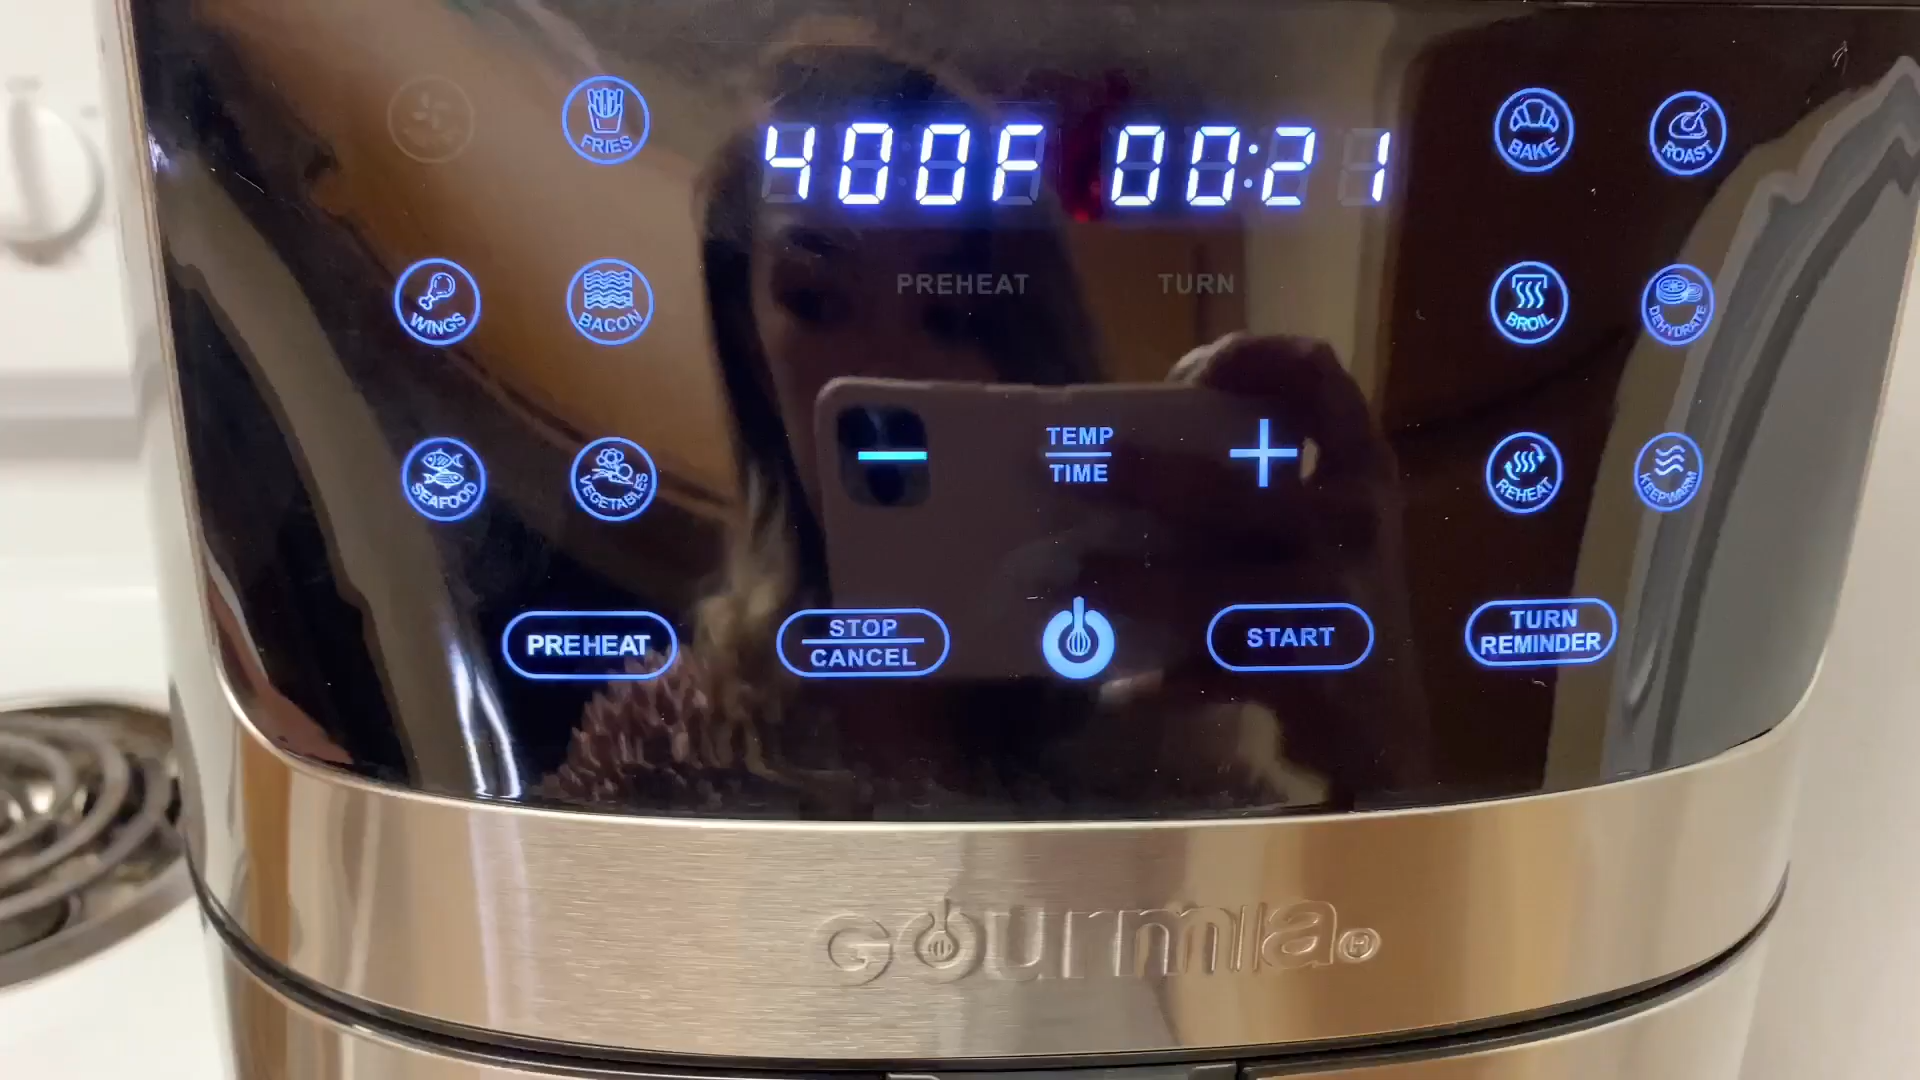 400F 00:21
FRIES
BAKE
ROAST
PREHEAT TURN
WINGS
BACON
BROIL
DEHYDRATE
TEMP
TIME
SEAFOOD
VEGETABLES
REHEAT
KEEPWARM
PREHEAT
STOP
CANCEL
START
TURN
REMINDER
Gourmia®